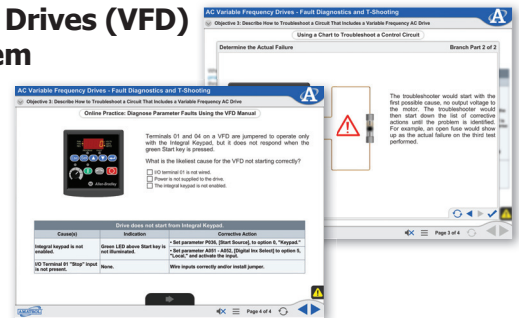 Drives (VFD)
em
AC Variable Frequency Drives - Fault Diagnostics and T-Shooting
Objective 3: Describe How to Troubleshoot a Circuit That Includes a Variable Frequency AC Drive
Using a Chart to Troubleshoot a Control Circuit
Determine the Actual Failure
Branch Part 2 of 2
The troubleshooter would start with the
first possible cause, no output voltage to
the motor. The troubleshooter would
then start down the list of corrective
actions until the problem is identified.
For example, an open fuse would show
up as the actual failure on the third test
performed.
Page 3 of 4
AC Variable Frequency Drives - Fault Diagnostics and T-Shooting
Objective 3: Describe How to Troubleshoot a Circuit That Includes a Variable Frequency AC Drive
Online Practice: Diagnose Parameter Faults Using the VFD Manual
Terminals 01 and 04 on a VFD are jumpered to operate only
with the Integral Keypad, but it does not respond when the
green Start key is pressed.
What is the likeliest cause for the VFD not starting correctly?
I/O terminal 01 is not wired.
Power is not supplied to the drive.
The integral keypad is not enabled.
Allen-Bradley
Drive does not start from Integral Keypad.
Cause(s) Indication Corrective Action
Integral keypad is not
enabled.
Green LED above Start key is
not illuminated.
• Set parameter P036, [Start Source], to option 0, "Keypad."
• Set parameter A051 - A052, [Digital Inx Select] to option 5,
"Local," and activate the input.
I/O Terminal 01 "Stop" input
is not present.
None.
Wire inputs correctly and/or install jumper.
AMATROL
Page 4 of 4